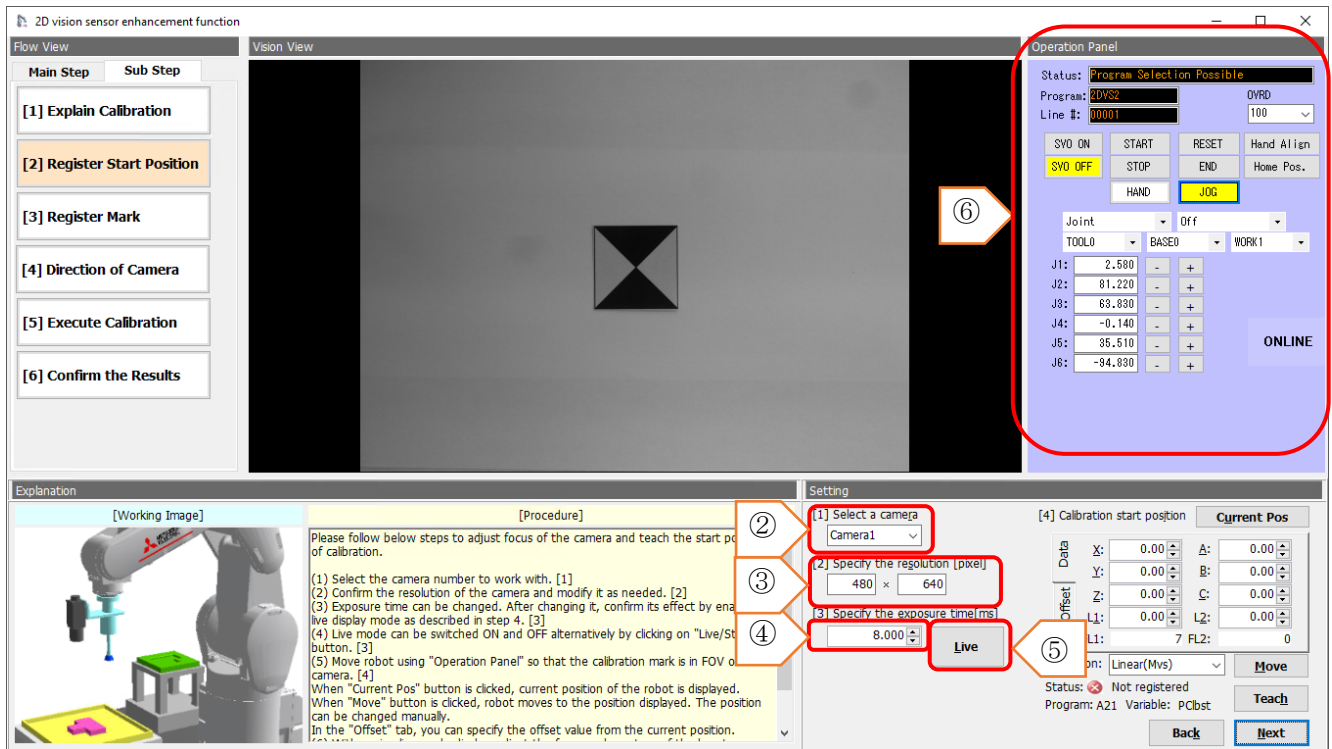 2D vision sensor enhancement function
Flow View
Main Step Sub Step
[1] Explain Calibration
[2] Register Start Position
[3] Register Mark
[4] Direction of Camera
[5] Execute Calibration
[6] Confirm the Results
Vision View
Operation Panel
Status: Program Selection Possible
Program: 2DVS2 OVRD
Line #: 00001 100
SVO ON START RESET Hand Align
SVO OFF STOP END Home Pos.
HAND JOG
⑥
Joint Off
TOOL0 BASE0 WORK1
J1: 2.580 - +
J2: 81.220 - +
J3: 63.830 - +
J4: -0.140 - +
J5: 35.510 - +
J6: -94.830 - +
ONLINE
Explanation
[Working Image]
[Procedure]
Please follow below steps to adjust focus of the camera and teach the start po
of calibration.
(1) Select the camera number to work with. [1]
(2) Confirm the resolution of the camera and modify it as needed. [2]
(3) Exposure time can be changed. After changing it, confirm its effect by ena
live display mode as described in step 4. [3]
(4) Live mode can be switched ON and OFF alternatively by clicking on "Live/St
button. [3]
(5) Move robot using "Operation Panel" so that the calibration mark is in FOV o
camera. [4]
When "Current Pos" button is clicked, current position of the robot is displayed.
When "Move" button is clicked, robot moves to the position displayed. The position
can be changed manually.
In the "Offset" tab, you can specify the offset value from the current position.
Setting
②
[1] Select a camera
Camera1
③
[2] Specify the resolution [pixel]
480 × 640
④
[3] Specify the exposure time[ms]
8.000
Live
⑤
[4] Calibration start position Current Pos
Data
Offset
X: 0.00 A: 0.00
Y: 0.00 B: 0.00
Z: 0.00 C: 0.00
L1: 0.00 L2: 0.00
L1: 7 FL2: 0
on: Linear(Mvs) Move
Status: Not registered
Program: A21 Variable: PClbst Teach
Back Next